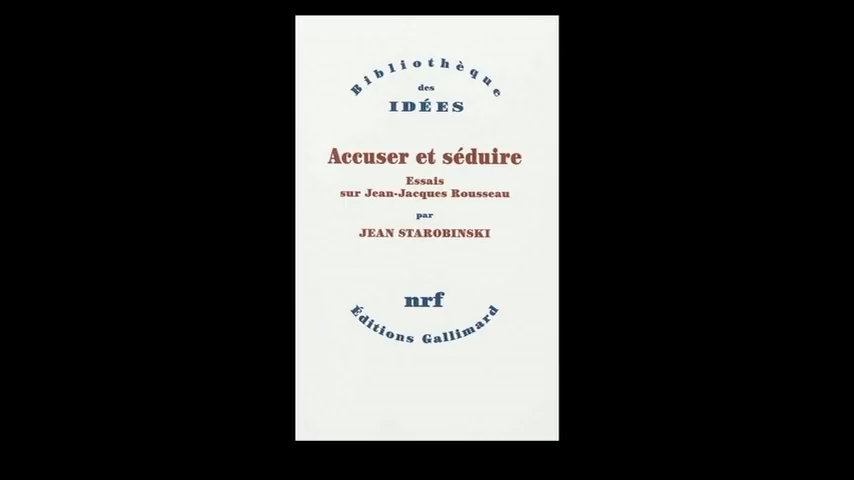 Bibliothèque
des
IDÉES
Accuser et séduire
Essais
sur Jean-Jacques Rousseau
par
JEAN STAROBINSKI
nrf
Éditions Gallimard